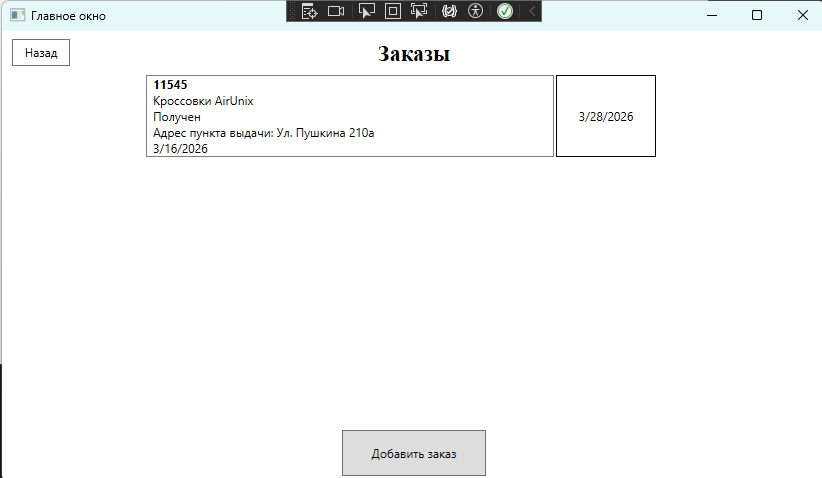 Главное окно
Назад
Заказы
11545
Кроссовки AirUnix
Получен
Адрес пункта выдачи: Ул. Пушкина 210а
3/16/2026
3/28/2026
Добавить заказ